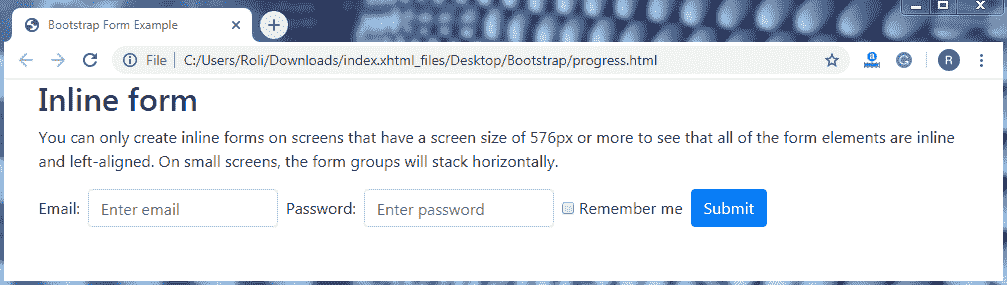 Bootstrap Form Example
File C:/Users/Roli/Downloads/index.xhtml_files/Desktop/Bootstrap/progress.html R
Inline form
You can only create inline forms on screens that have a screen size of 576px or more to see that all of the form elements are inline
and left-aligned. On small screens, the form groups will stack horizontally.
Email: Enter email Password: Enter password Remember me Submit